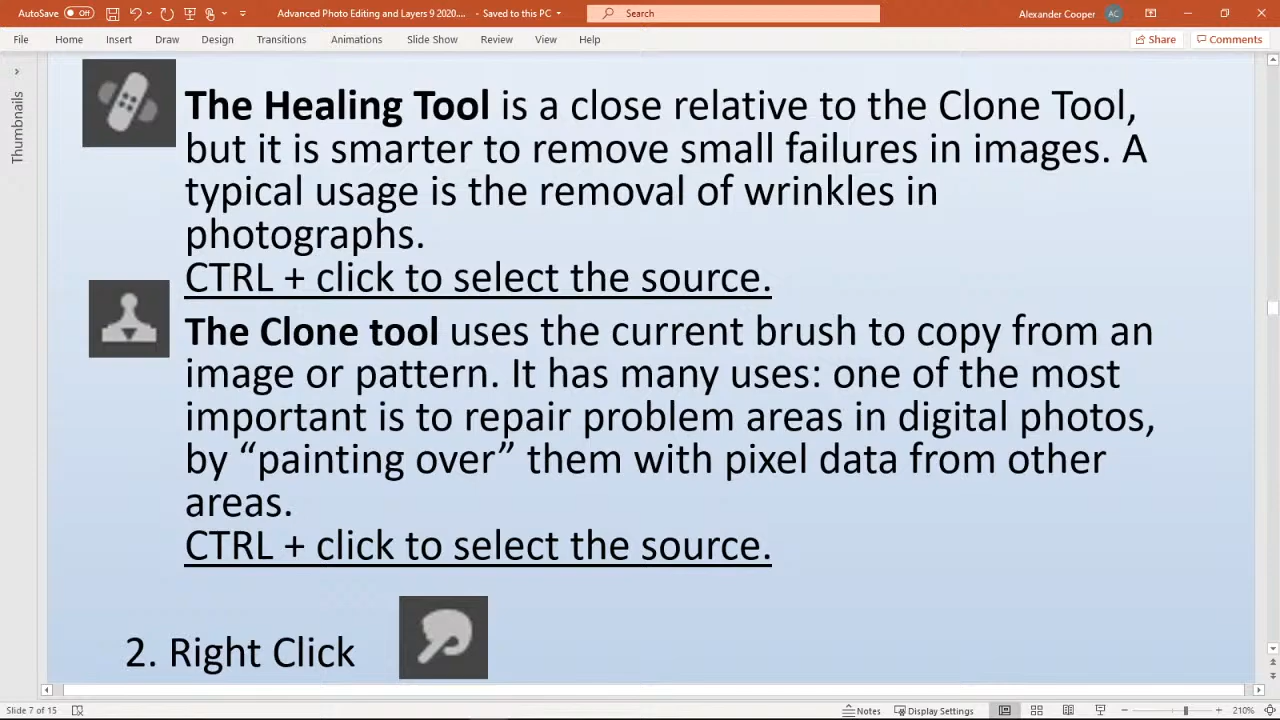 AutoSave Off Advanced Photo Editing and Layers 9 2020.... - Saved to this PC Search Alexander Cooper AC
File Home Insert Draw Design Transitions Animations Slide Show Review View Help Share Comments
Thumbnails
The Healing Tool is a close relative to the Clone Tool,
but it is smarter to remove small failures in images. A
typical usage is the removal of wrinkles in
photographs.
CTRL + click to select the source.
The Clone tool uses the current brush to copy from an
image or pattern. It has many uses: one of the most
important is to repair problem areas in digital photos,
by “painting over” them with pixel data from other
areas.
CTRL + click to select the source.
2. Right Click
Slide 7 of 15 Notes Display Settings 210%